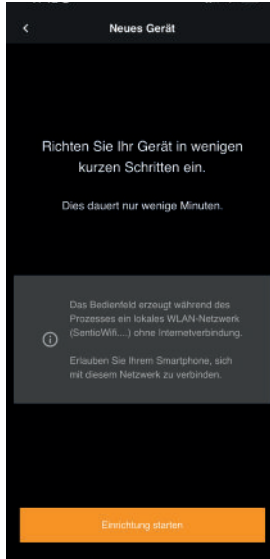 Neues Gerät
Richten Sie Ihr Gerät in wenigen
kurzen Schritten ein.
Dies dauert nur wenige Minuten.
Das Bedienfeld erzeugt während des
Prozesses ein lokales WLAN-Netzwerk
(SentioWifi....) ohne Internetverbindung.
Erlauben Sie Ihrem Smartphone, sich
mit diesem Netzwerk zu verbinden.
Einrichtung starten